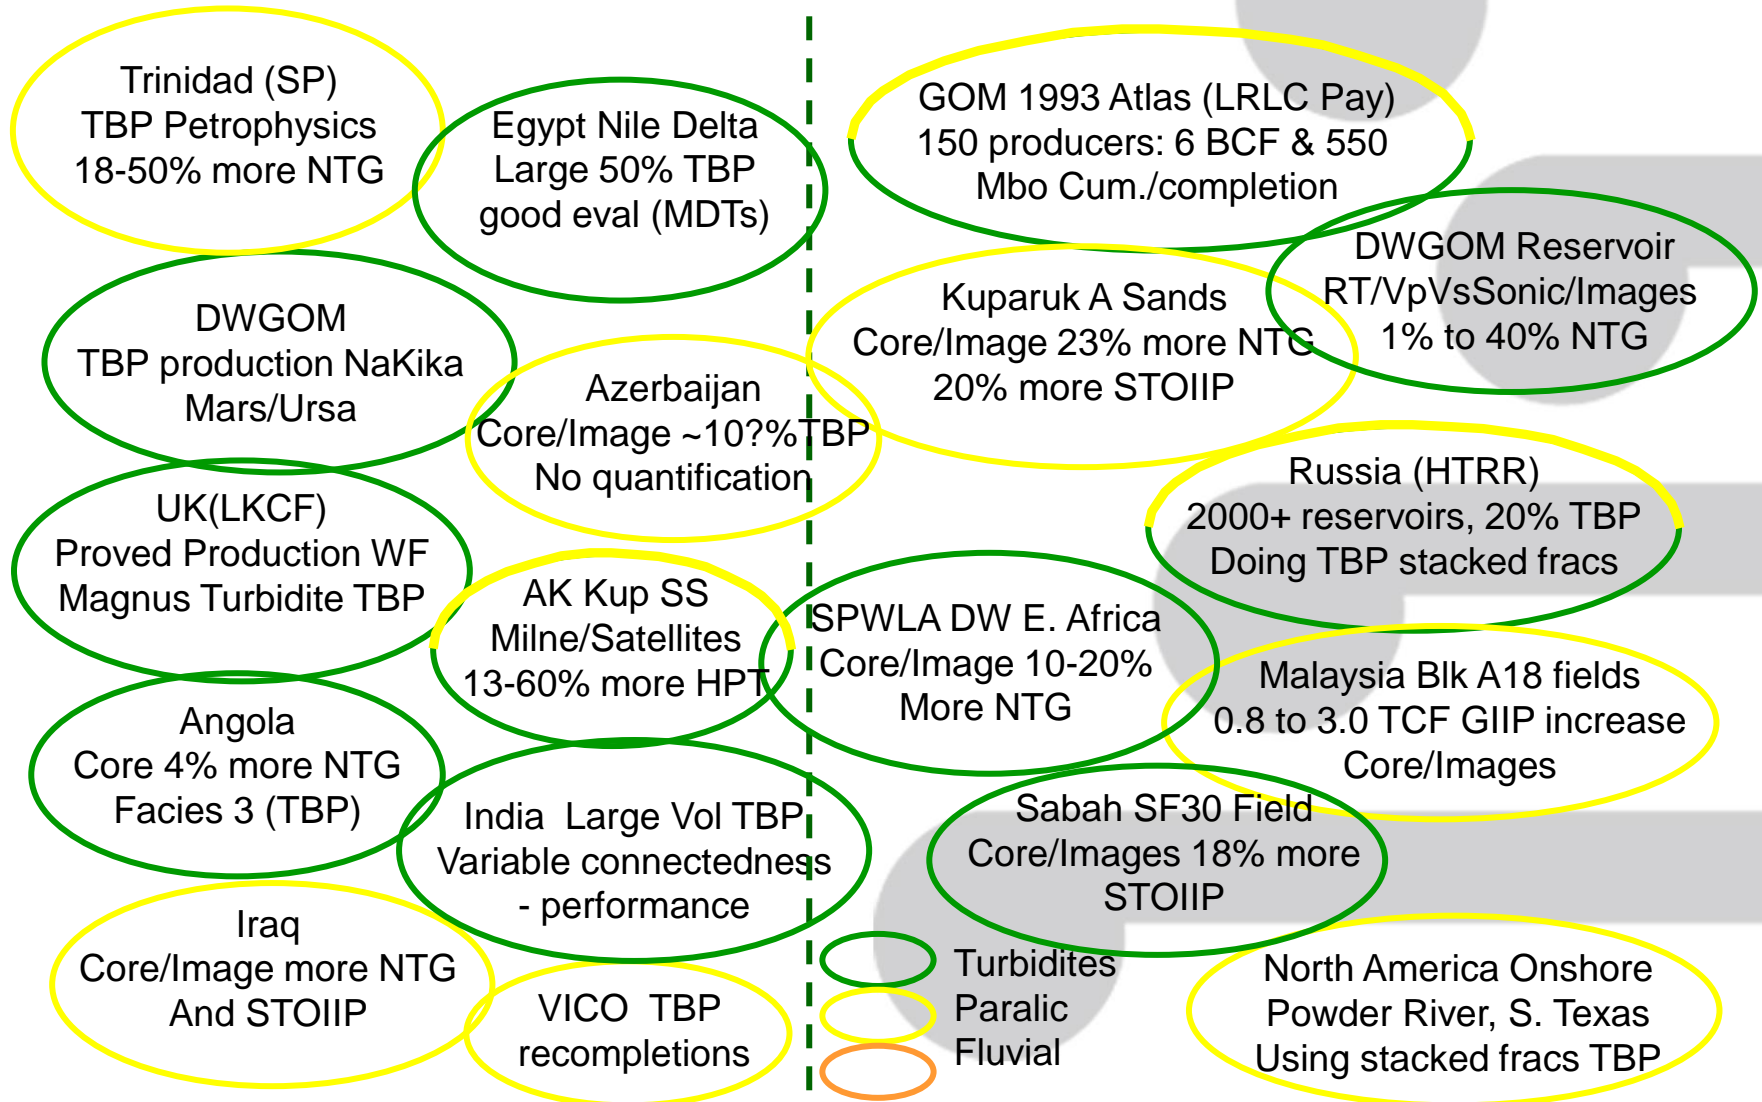 Trinidad (SP)
TBP Petrophysics
18-50% more NTG
Egypt Nile Delta
Large 50% TBP
good eval (MDTs)
DWGOM
TBP production NaKika
Mars/Ursa
Azerbaijan
Core/Image ~10?%TBP
No quantification
UK(LKCF)
Proved Production WF
Magnus Turbidite TBP
AK Kup SS
Milne/Satellites
13-60% more HPT
Angola
Core 4% more NTG
Facies 3 (TBP)
India Large Vol TBP
Variable connectedness
- performance
Iraq
Core/Image more NTG
And STOIIP
VICO TBP
recompletions
GOM 1993 Atlas (LRLC Pay)
150 producers: 6 BCF & 550
Mbo Cum./completion
DWGOM Reservoir
RT/VpVsSonic/Images
1% to 40% NTG
Kuparuk A Sands
Core/Image 23% more NTG
20% more STOIIP
Russia (HTRR)
2000+ reservoirs, 20% TBP
Doing TBP stacked fracs
SPWLA DW E. Africa
Core/Image 10-20%
More NTG
Malaysia Blk A18 fields
0.8 to 3.0 TCF GIIP increase
Core/Images
Sabah SF30 Field
Core/Images 18% more
STOIIP
Turbidites
Paralic
Fluvial
North America Onshore
Powder River, S. Texas
Using stacked fracs TBP